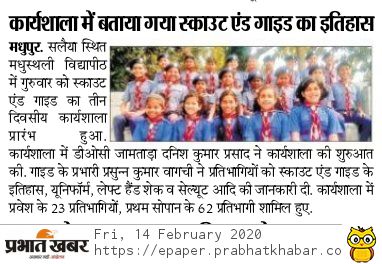 कार्यशाला में बताया गया स्काउट एंड गाइड का इतिहास
मधुपुर. सलैया स्थित
मधुस्थली विद्यापीठ
में गुरुवार को स्काउट
एंड गाइड का तीन
दिवसीय कार्यशाला
प्रारंभ हुआ.
कार्यशाला में डीओसी जामताड़ा दनिश कुमार प्रसाद ने कार्यशाला की शुरुआत
की. गाइड के प्रभारी प्रसुन्न कुमार वागची ने प्रतिभागियों को स्काउट एंड गाइड के
इतिहास, यूनिफॉर्म, लेफ्ट हैंड शेक व सेल्यूट आदि की जानकारी दी. कार्यशाला में
प्रवेश के 23 प्रतिभागियों, प्रथम सोपान के 62 प्रतिभागी शामिल हुए.
प्रभात खबर
अखबार नहीं आंदोलन
Fri, 14 February 2020
https://epaper.prabhatkhabar.co